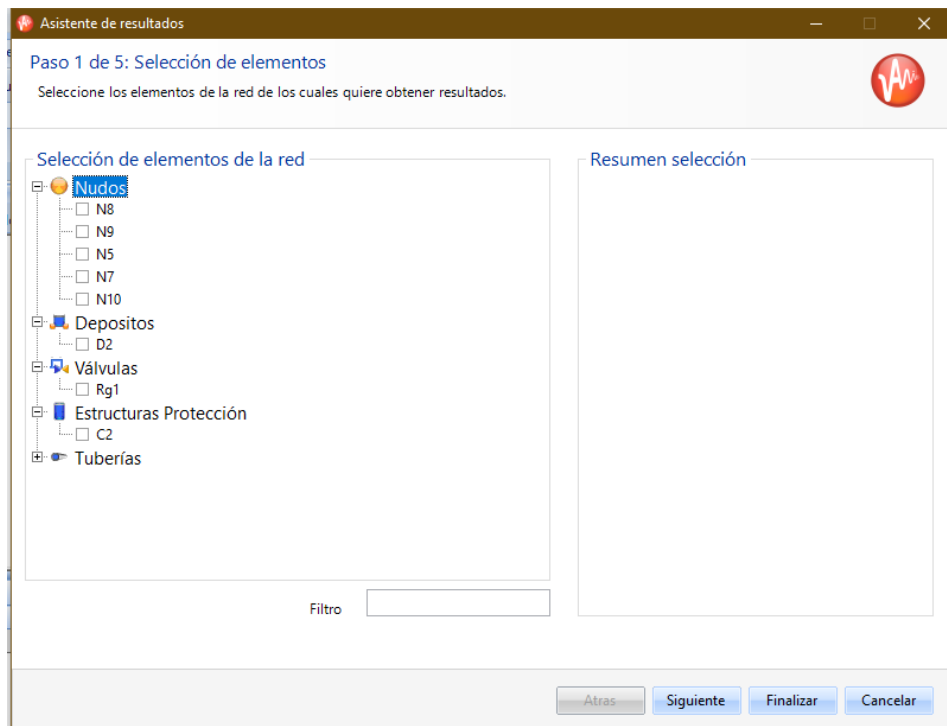 Asistente de resultados
Paso 1 de 5: Selección de elementos
Seleccione los elementos de la red de los cuales quiere obtener resultados.
Selección de elementos de la red
Nudos
N8
N9
N5
N7
N10
Depositos
D2
Válvulas
Rg1
Estructuras Protección
C2
Tuberías
Filtro
Resumen selección
Atras Siguiente Finalizar Cancelar